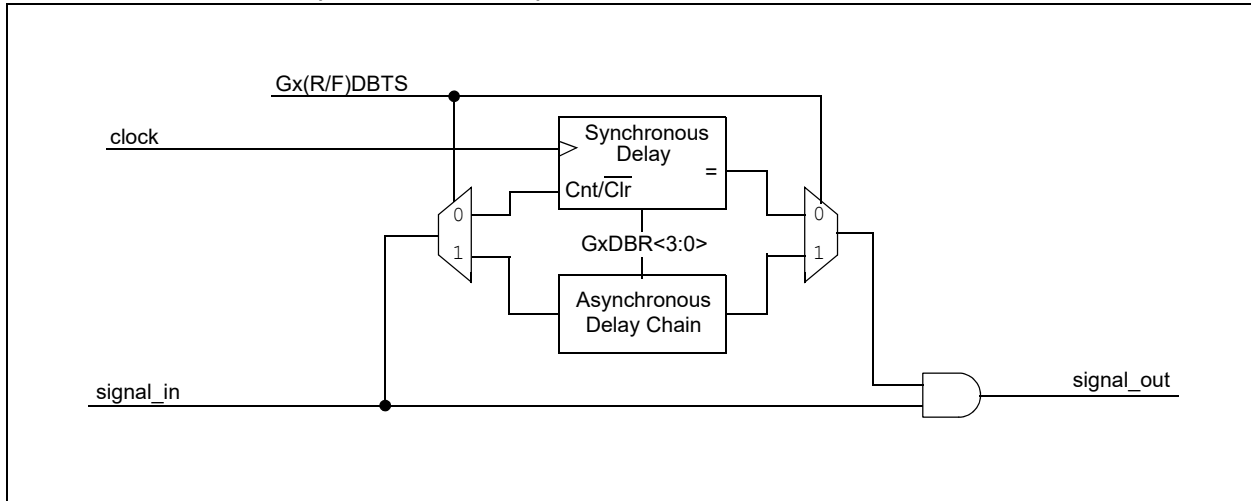 Gx(R/F)DBTS
clock
Synchronous
Delay
=
Cnt/Clr
0
0
GxDBR<3:0>
1
1
Asynchronous
Delay Chain
signal_in
signal_out